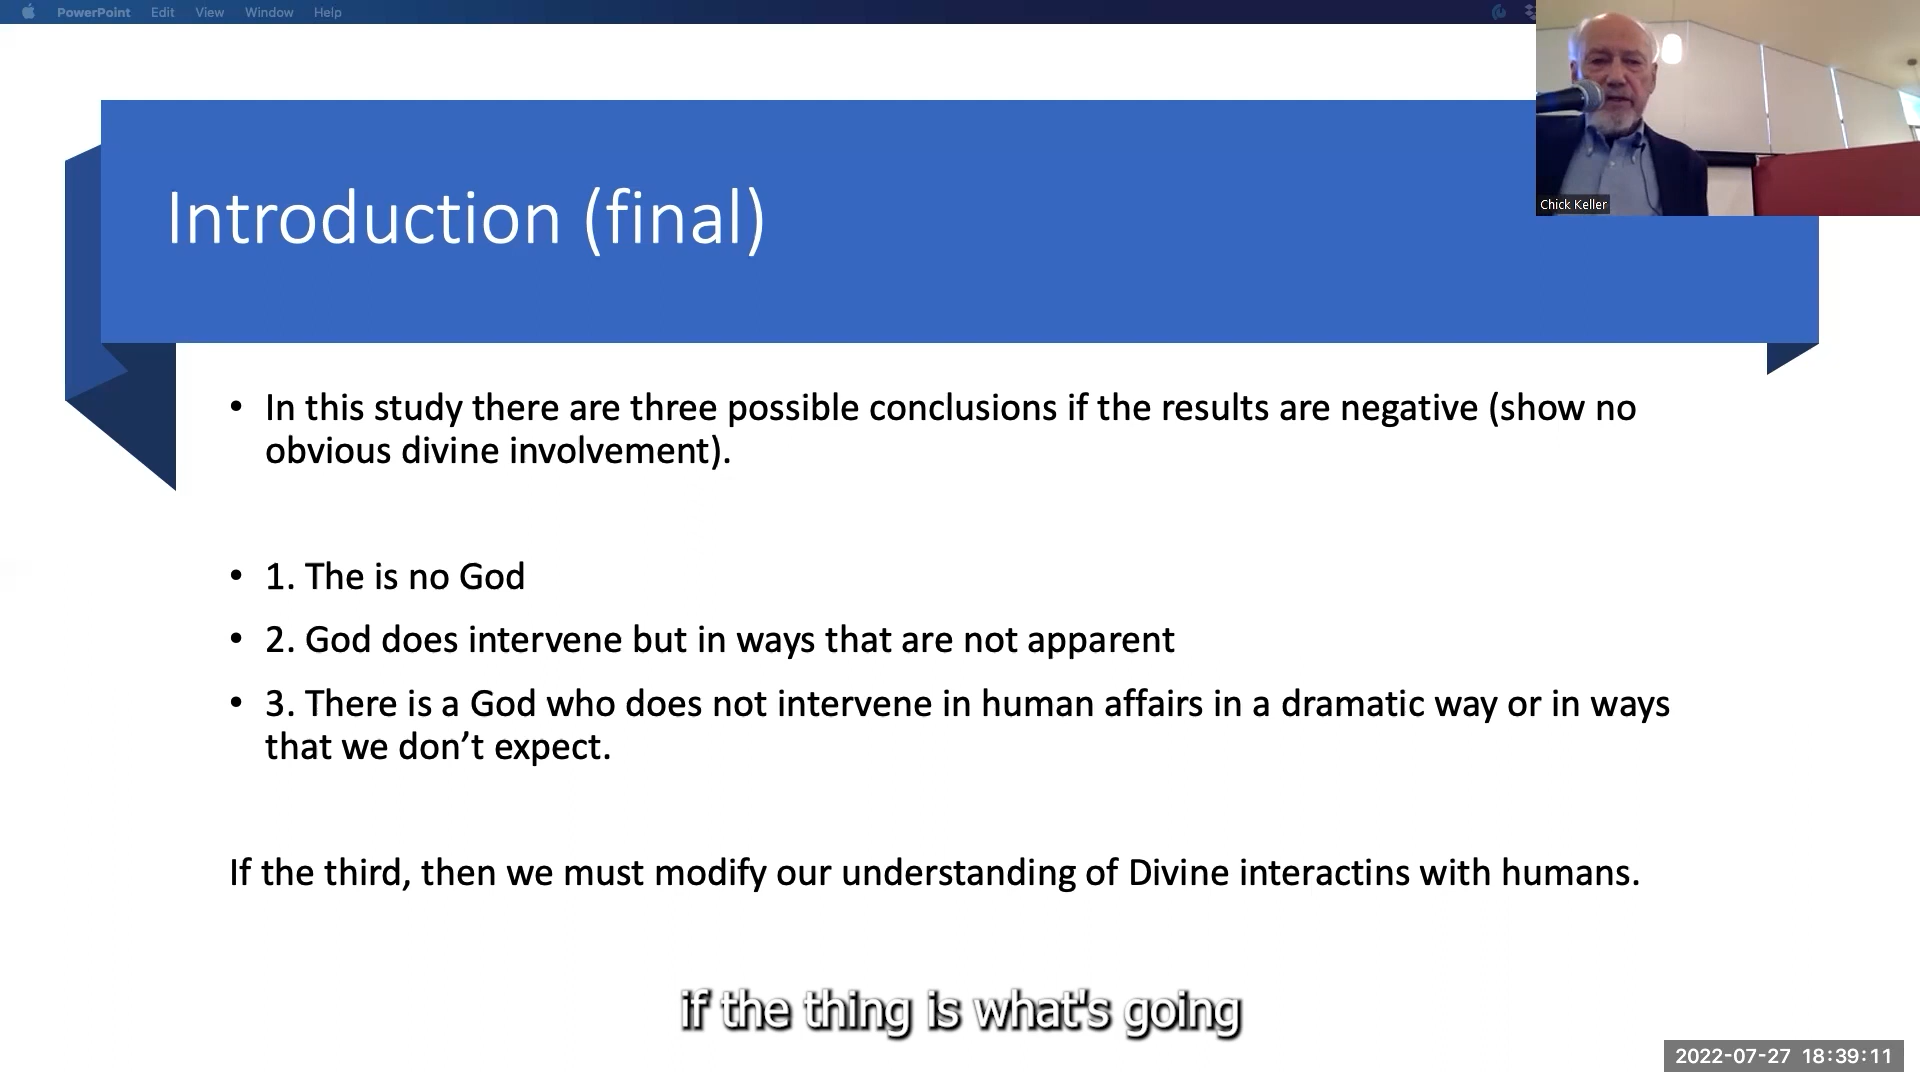 PowerPoint Edit View Window Help
Chick Keller
Introduction (final)
• In this study there are three possible conclusions if the results are negative (show no
obvious divine involvement).
• 1. The is no God
• 2. God does intervene but in ways that are not apparent
• 3. There is a God who does not intervene in human affairs in a dramatic way or in ways
that we don’t expect.
If the third, then we must modify our understanding of Divine interactins with humans.
if the thing is what's going
2022-07-27 18:39:11